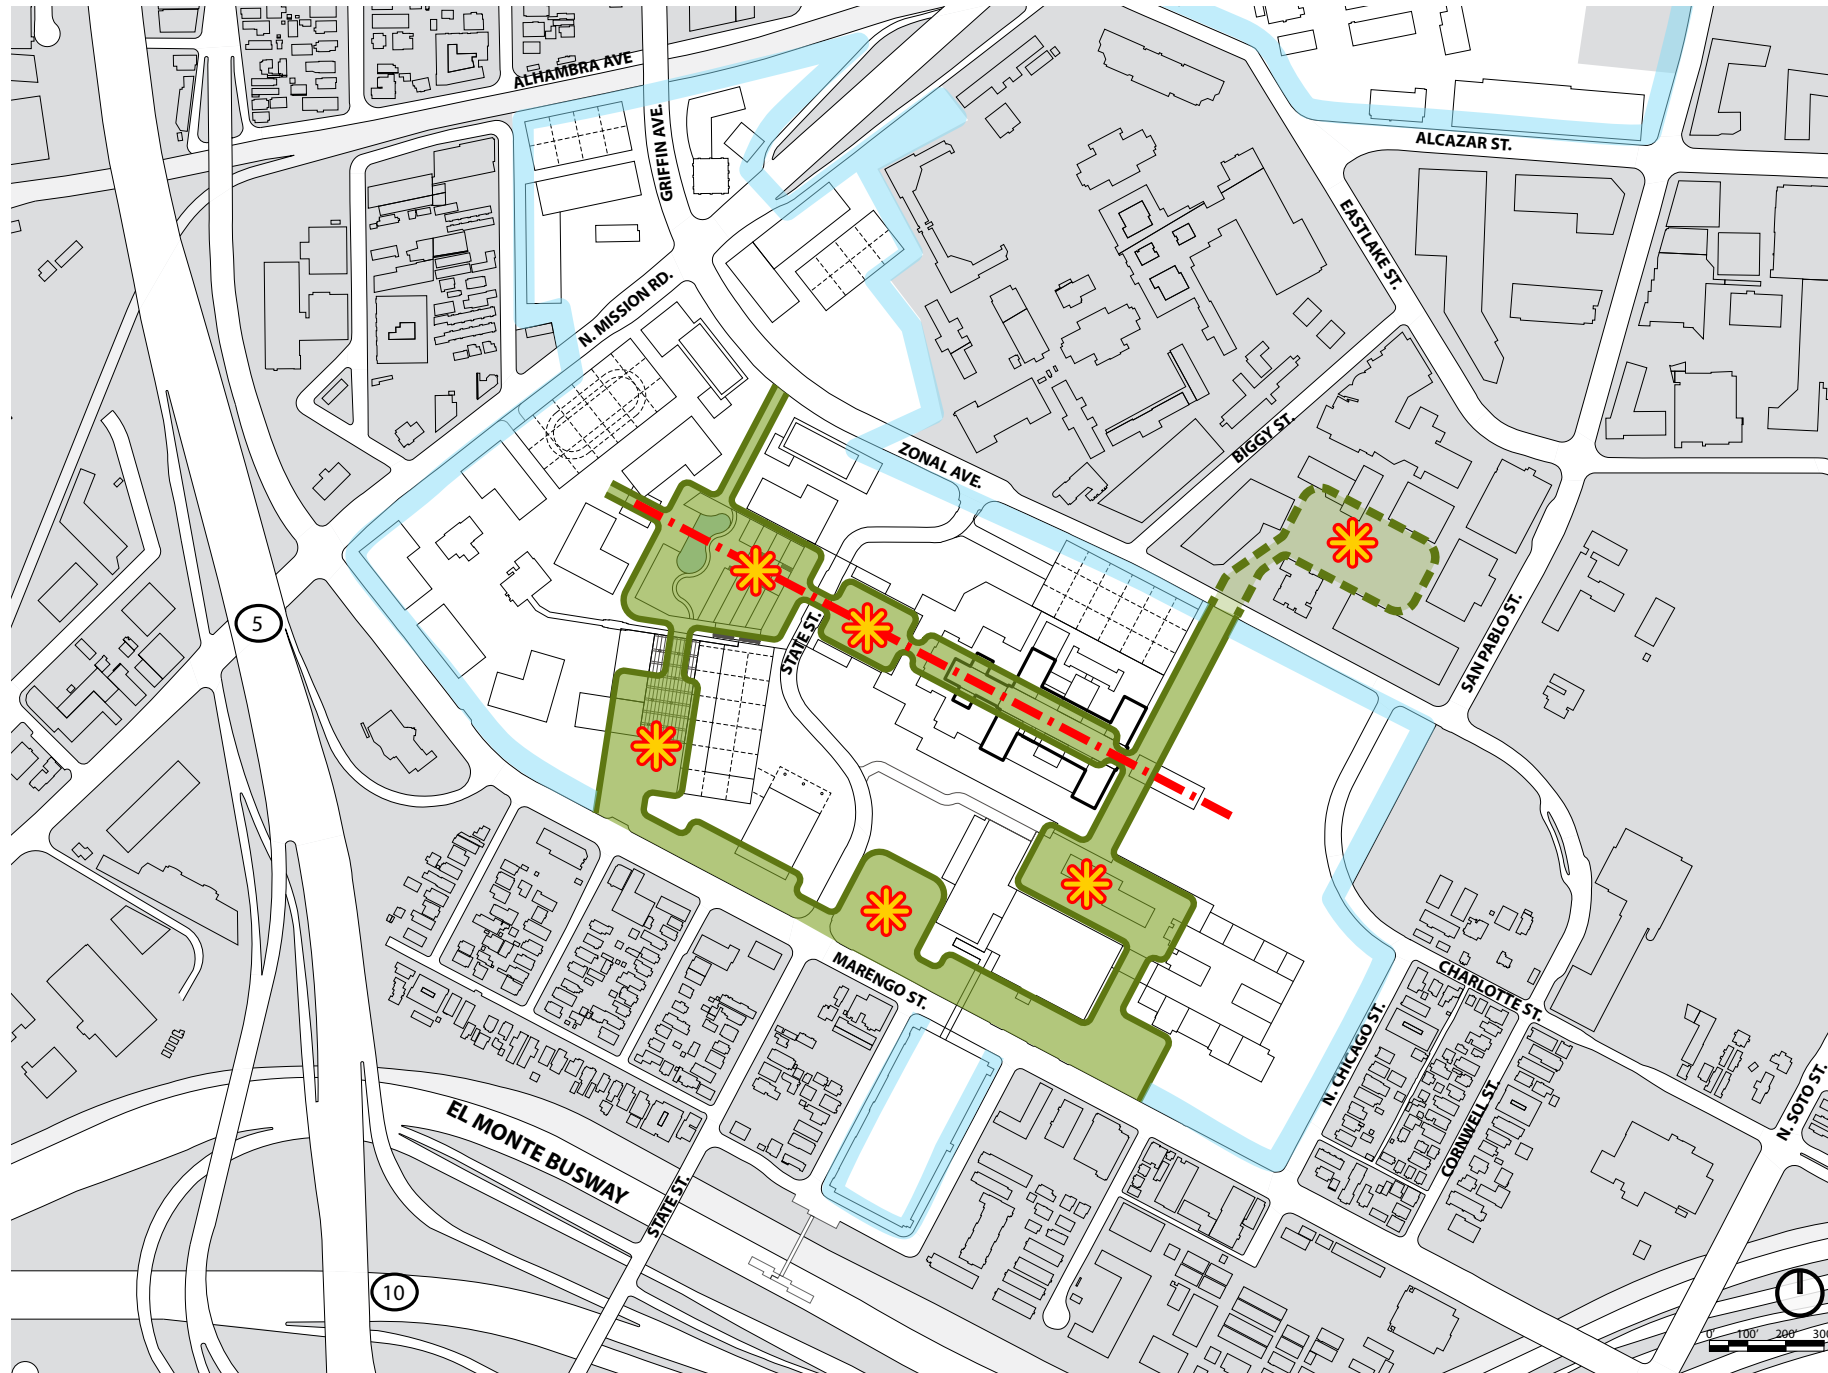 ALHAMBRA AVE
GRIFFIN AVE.
ALCAZAR ST.
EASTLAKE ST.
N. MISSION RD.
BIGGY ST.
ZONAL AVE.
5
STATE ST.
SAN PABLO ST.
MARENGO ST.
CHARLOTTE ST.
N. CHICAGO ST.
CORNWELL ST.
N. SOTO ST.
EL MONTE BUSWAY
STATE ST.
10
0' 100' 200' 300